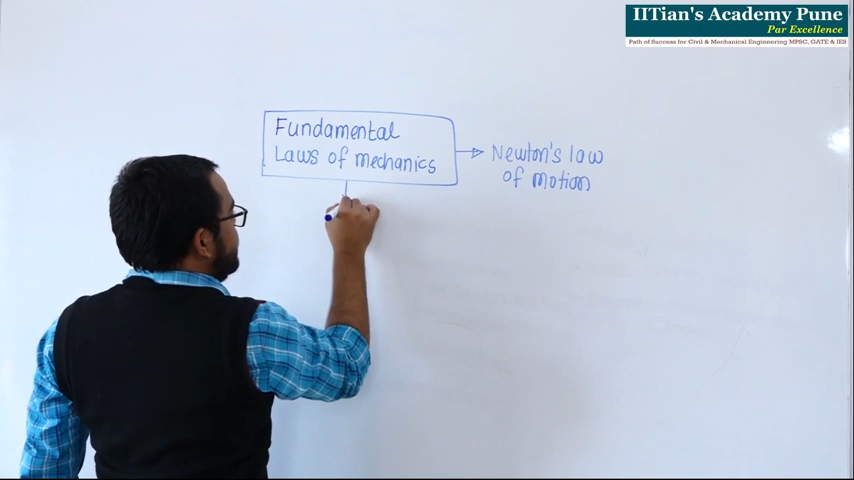 IITian's Academy Pune
Par Excellence
Path of Success for Civil & Mechanical Engineering MPSC, GATE & IES
Fundamental
Laws of mechanics
Newton's law
of motion